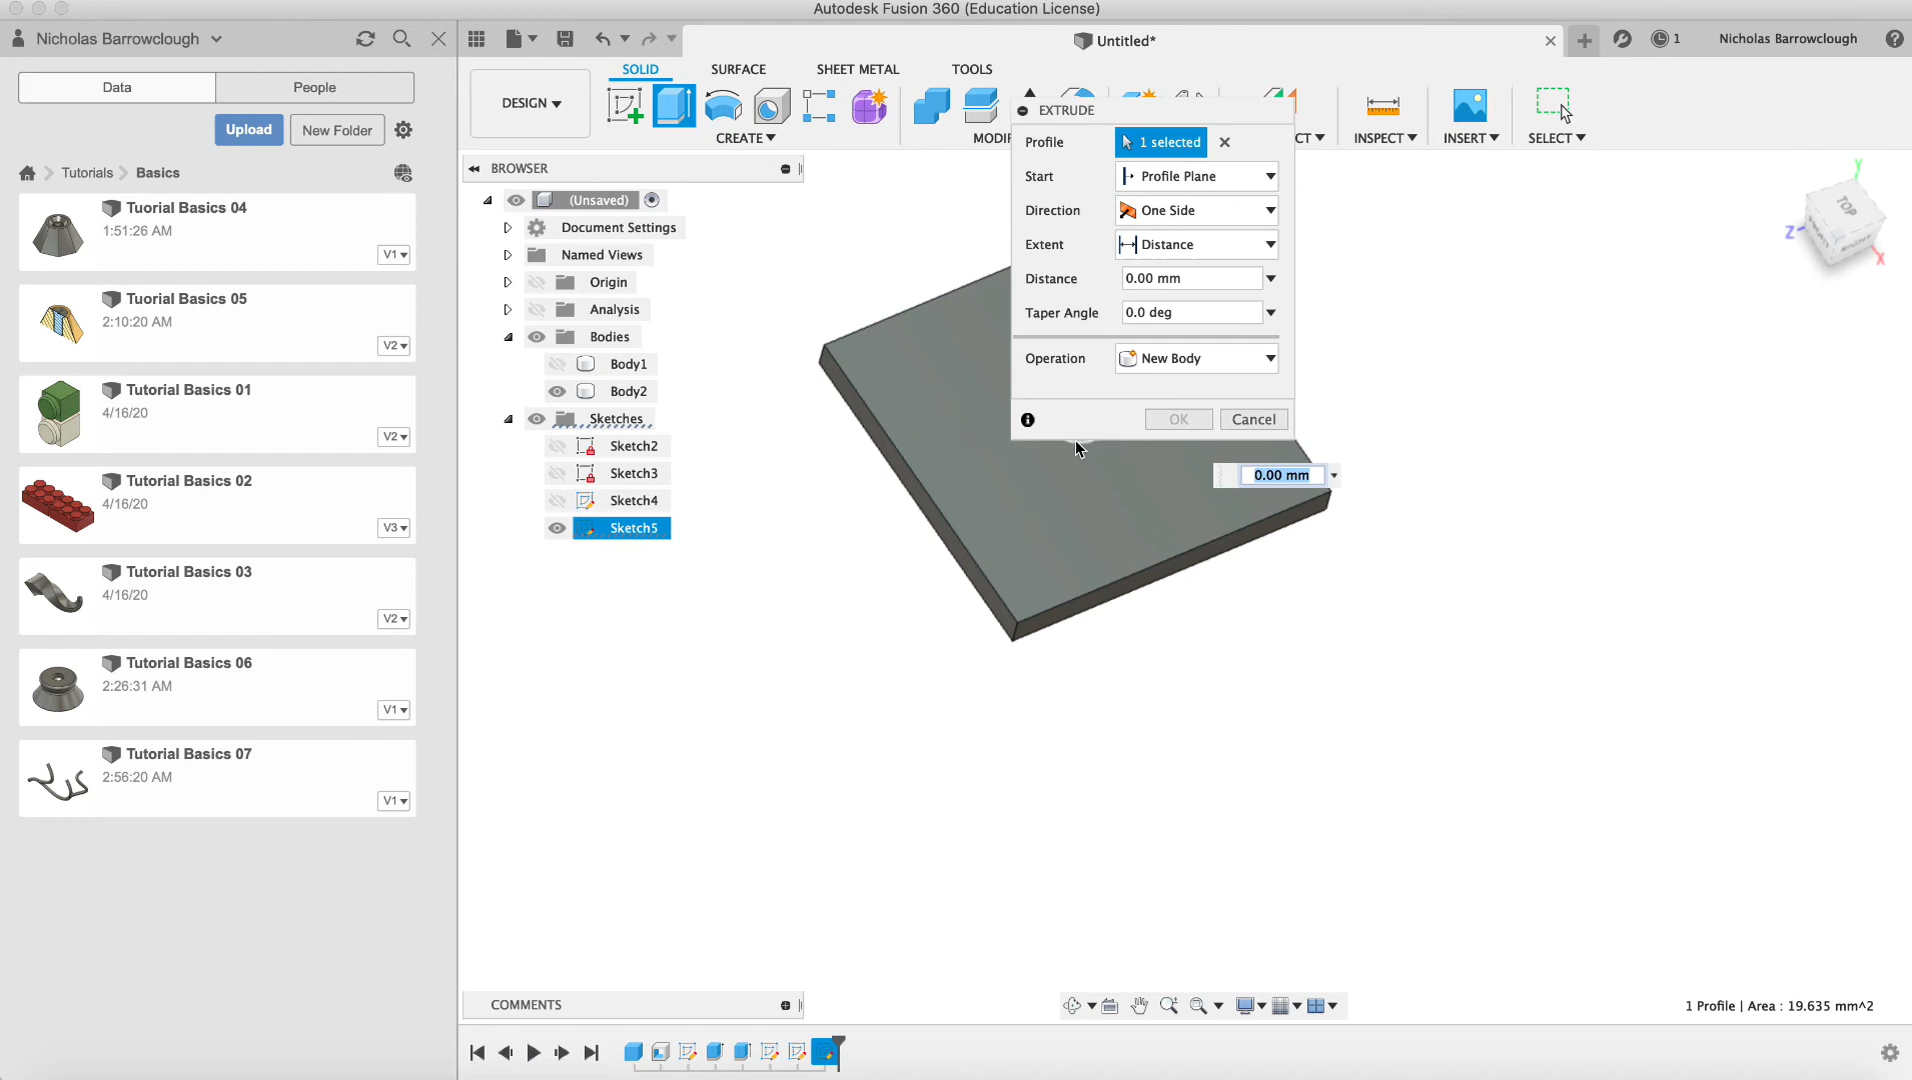 Autodesk Fusion 360 (Education License)
Nicholas Barrowclough
Untitled*
1
Nicholas Barrowclough
Data
People
Upload
New Folder
Tutorials
Basics
Tuorial Basics 04
1:51:26 AM
V1
Tuorial Basics 05
2:10:20 AM
V2
Tutorial Basics 01
4/16/20
V2
Tutorial Basics 02
4/16/20
V3
Tutorial Basics 03
4/16/20
V2
Tutorial Basics 06
2:26:31 AM
V1
Tutorial Basics 07
2:56:20 AM
V1
DESIGN
SOLID
SURFACE
SHEET METAL
TOOLS
CREATE
MODI
CT
INSPECT
INSERT
SELECT
BROWSER
(Unsaved)
Document Settings
Named Views
Origin
Analysis
Bodies
Body1
Body2
Sketches
Sketch2
Sketch3
Sketch4
Sketch5
EXTRUDE
Profile
1 selected
Start
Profile Plane
Direction
One Side
Extent
Distance
Distance
0.00 mm
Taper Angle
0.0 deg
Operation
New Body
OK
Cancel
0.00 mm
Y
TOP
Z
FRONT
RIGHT
X
COMMENTS
1 Profile | Area : 19.635 mm^2